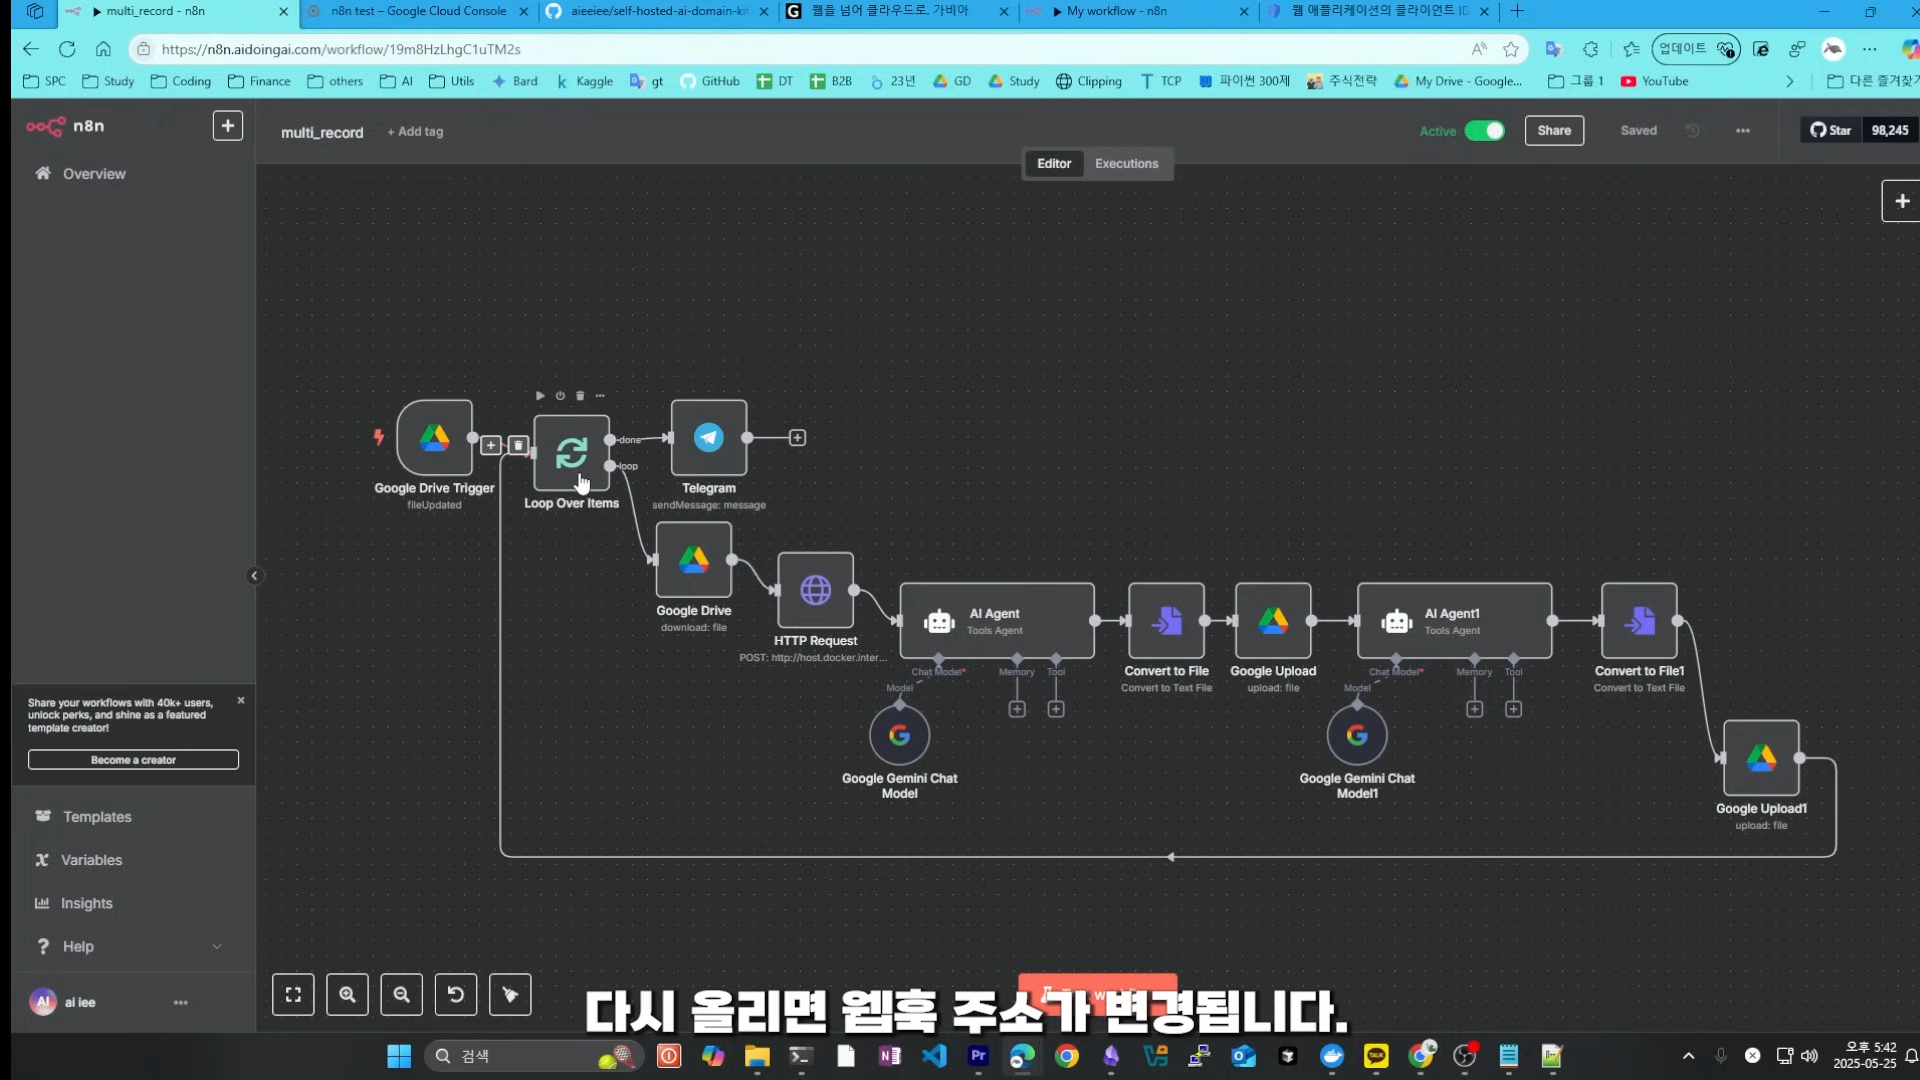 multi_record - n8n
n8n test – Google Cloud Console
aieeiee/self-hosted-ai-domain-kit
웹을 넘어 클라우드로. 가비아
My workflow - n8n
웹 애플리케이션의 클라이언트 ID
https://n8n.aidoingai.com/workflow/19m8HzLhgC1uTM2s
업데이트
SPC
Study
Coding
Finance
others
AI
Utils
Bard
Kaggle
gt
GitHub
DT
B2B
23년
GD
Study
Clipping
TCP
파이썬 300제
주식전략
My Drive - Google...
그룹 1
YouTube
다른 즐겨찾기
n8n
multi_record
+ Add tag
Active
Share
Saved
Star
98,245
Overview
Editor
Executions
done
loop
Google Drive Trigger
fileUpdated
Loop Over Items
Telegram
sendMessage: message
Google Drive
download: file
HTTP Request
POST: http://host.docker.inter...
AI Agent
Tools Agent
Chat Model*
Memory
Tool
Model
Google Gemini Chat
Model
Convert to File
Convert to Text File
Google Upload
upload: file
AI Agent1
Tools Agent
Chat Model*
Memory
Tool
Model
Google Gemini Chat
Model1
Convert to File1
Convert to Text File
Google Upload1
upload: file
Share your workflows with 40k+ users,
unlock perks, and shine as a featured
template creator!
Become a creator
Templates
Variables
Insights
Help
AI
ai iee
다시 올리면 웹훅 주소가 변경됩니다.
검색
Pr
TALK
오후 5:42
2025-05-25